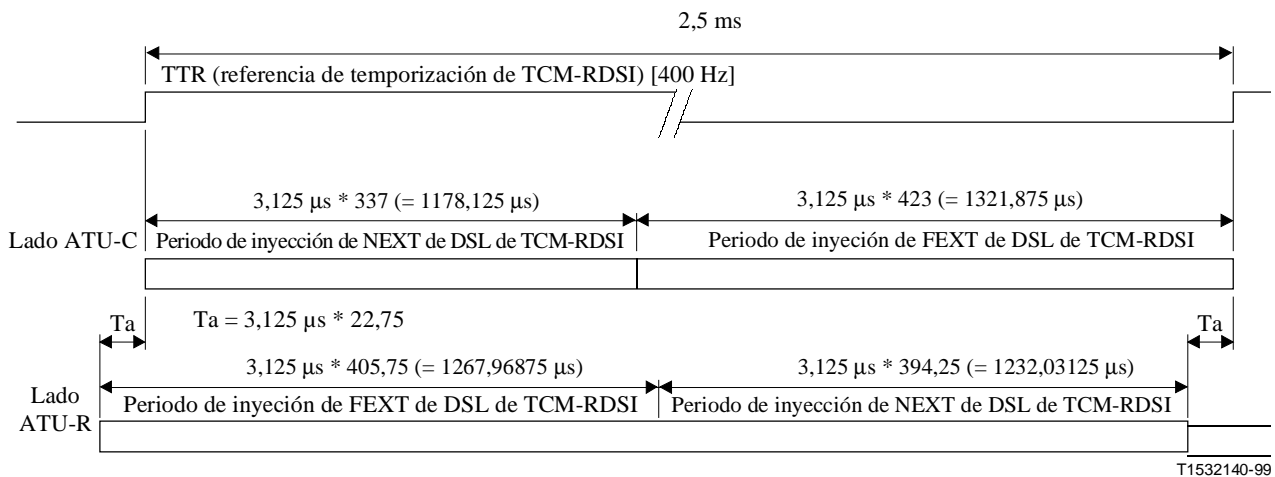 2,5 ms
TTR (referencia de temporización de TCM-RDSI) [400 Hz]
3,125 µs * 337 (= 1178,125 µs)
3,125 µs * 423 (= 1321,875 µs)
Lado ATU-C
Periodo de inyección de NEXT de DSL de TCM-RDSI
Periodo de inyeción de FEXT de DSL de TCM-RDSI
Ta
Ta = 3,125 µs * 22,75
Ta
3,125 µs * 405,75 (= 1267,96875 µs)
3,125 µs * 394,25 (= 1232,03125 µs)
Lado
ATU-R
Periodo de inyeción de FEXT de DSL de TCM-RDSI
Periodo de inyección de NEXT de DSL de TCM-RDSI
T1532140-99